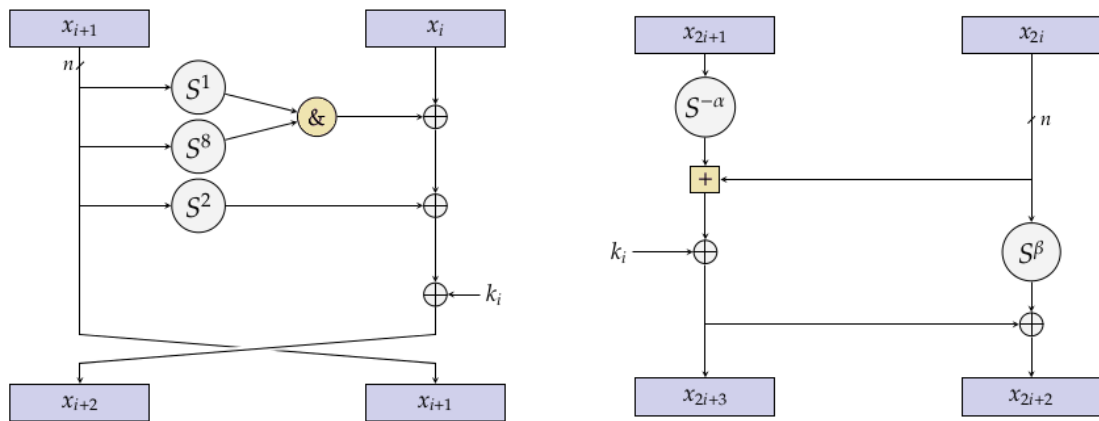 x_{i+1} x_i
n
S^1
&
S^8
S^2
k_i
x_{i+2} x_{i+1}
x_{2i+1} x_{2i}
S^{-α}
n
+
k_i
S^β
x_{2i+3} x_{2i+2}